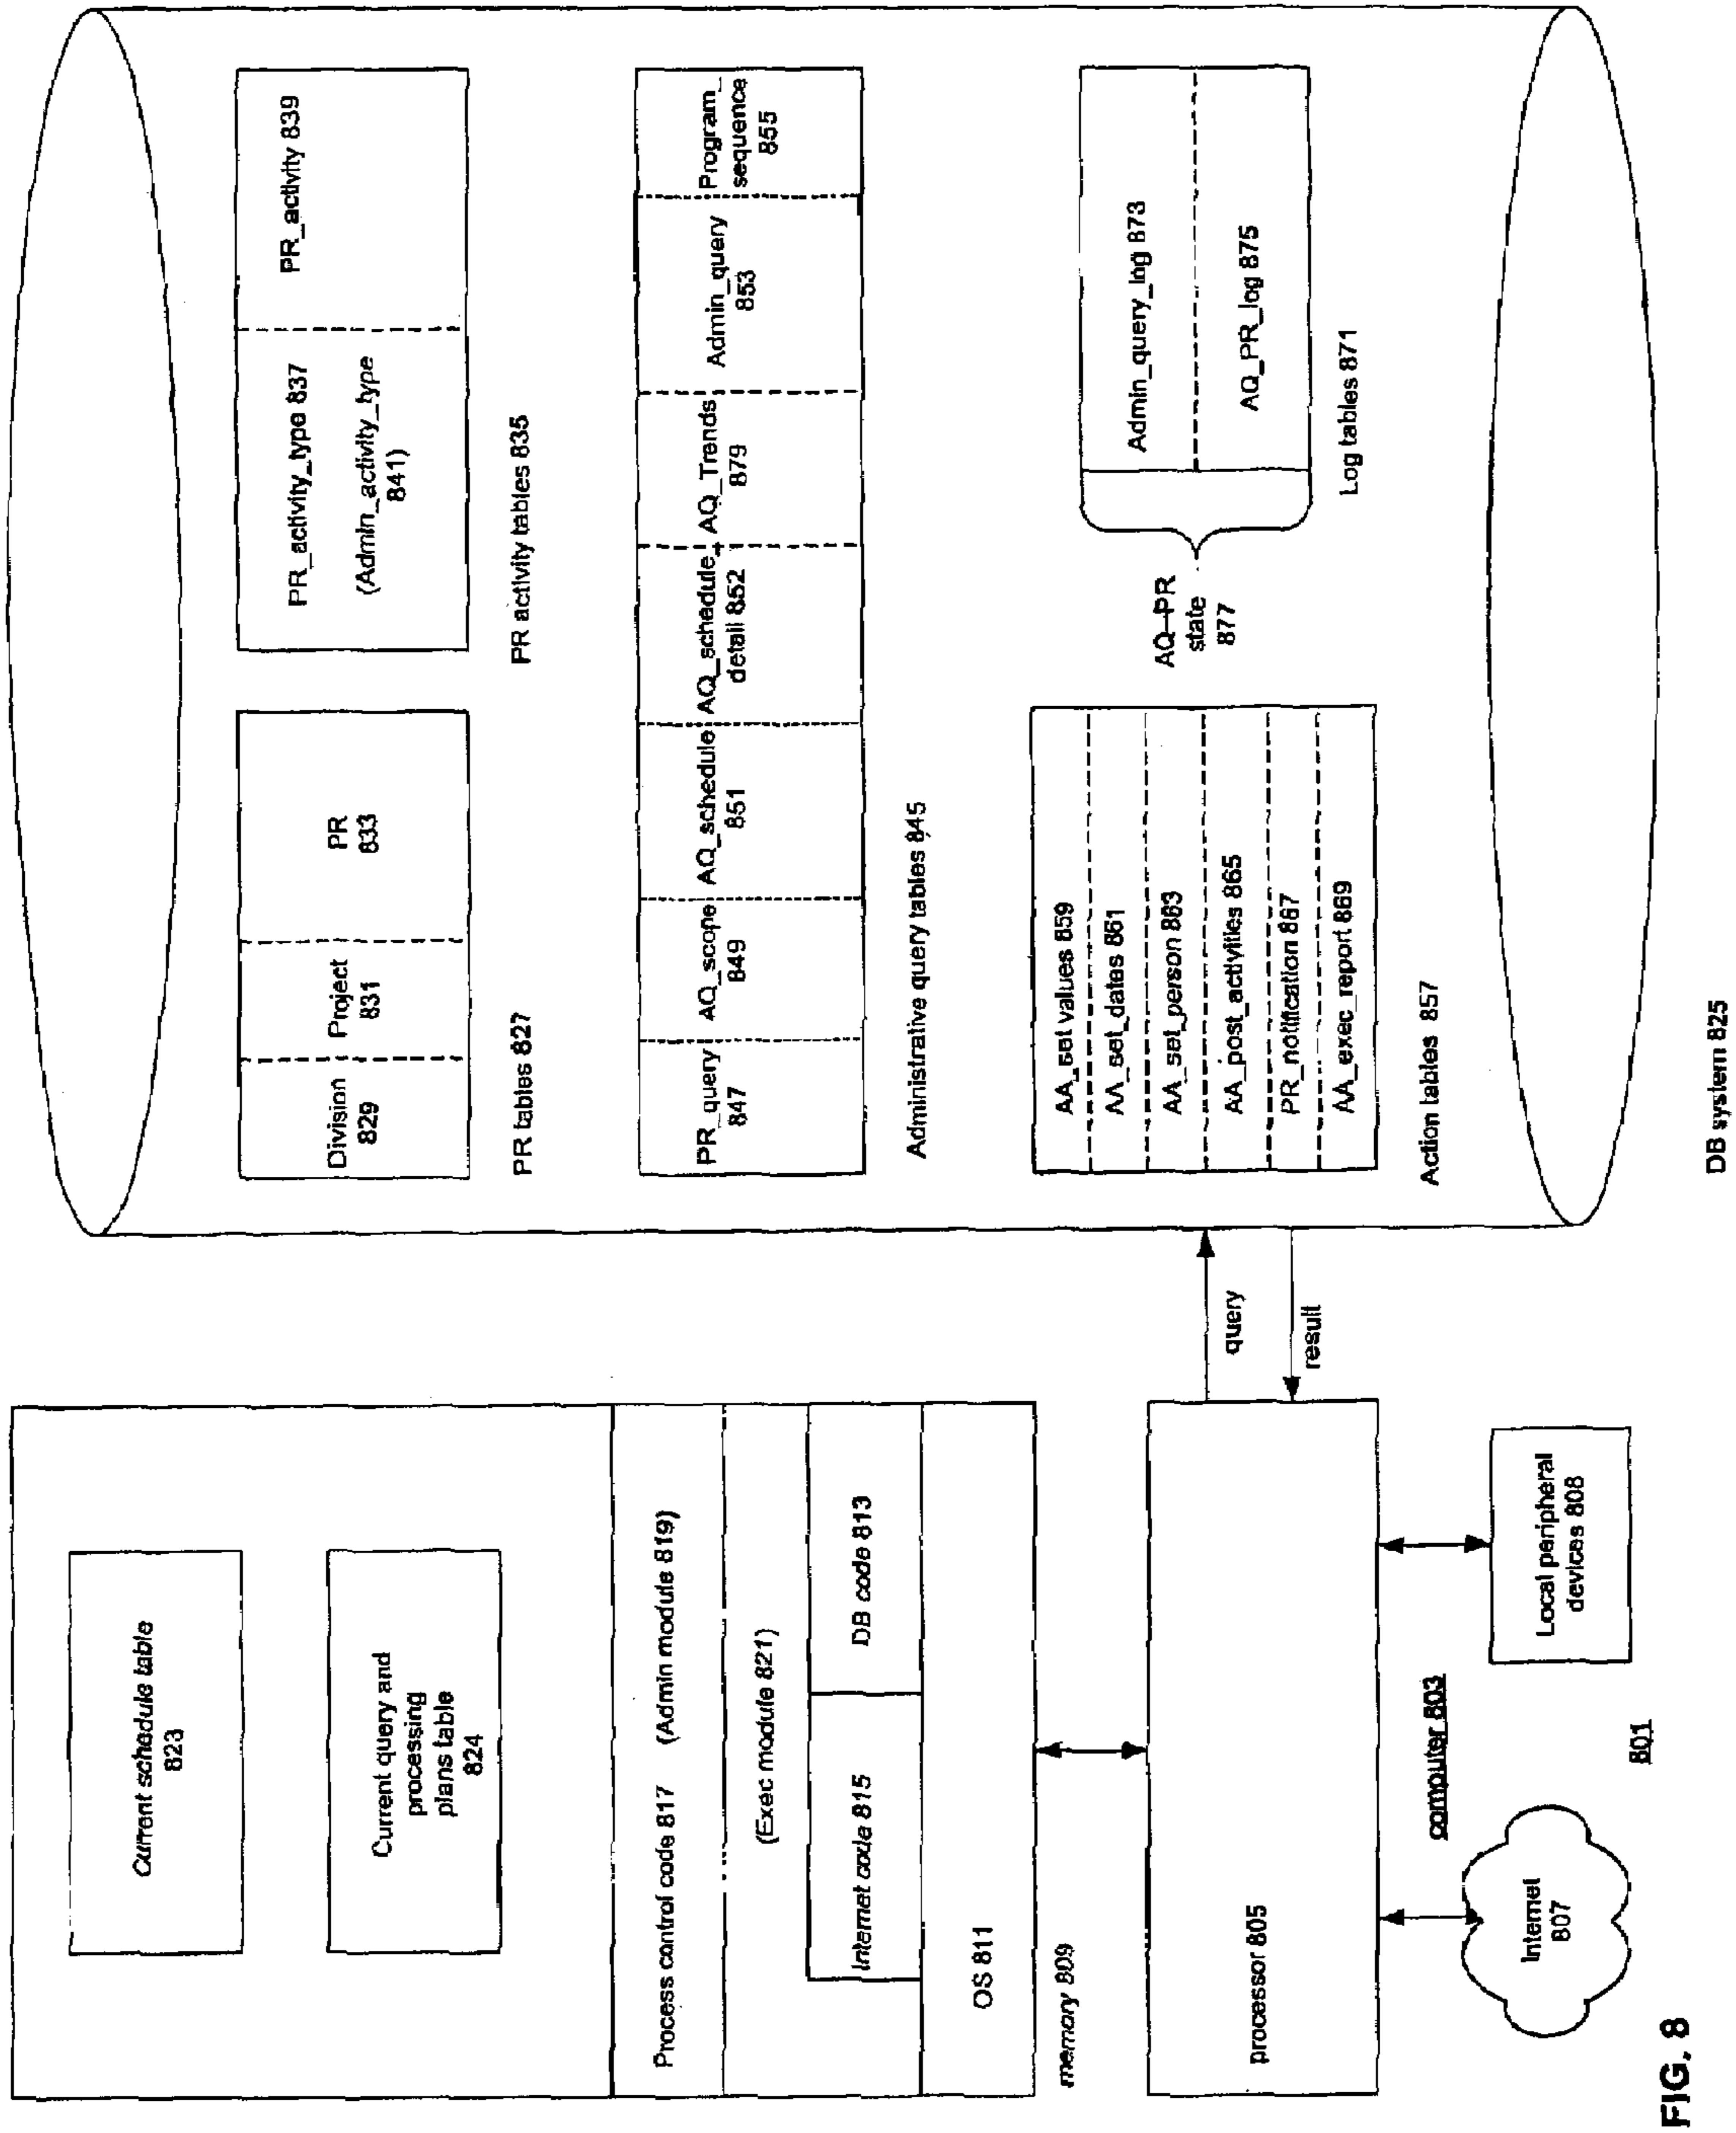 Current schedule table
823
Current query and
processing
plans table
824
Process control code 817 (Admin module 819)
(Exec module 821)
Internet code 815
DB code 813
OS 811
memory 809
processor 805
computer 803
Internet
807
Local peripheral
devices 808
801
query
result
Division
829
Project
831
PR
833
PR tables 827
PR_activity_type 837
(Admin_activity_type
841)
PR_activity 839
PR activity tables 835
PR_query
847
AQ_scope
849
AQ_schedule
851
AQ_schedule_
detail 852
AQ_Trends
879
Admin_query
853
Program_
sequence
855
Administrative query tables 845
AA_set values 859
AA_set_dates 861
AA_set_person 863
AA_post_activities 865
PR_notification 867
AA_exec_report 869
Action tables 857
AQ-PR
state
877
Admin_query_log 873
AQ_PR_log 875
Log tables 871
DB system 825
FIG. 8